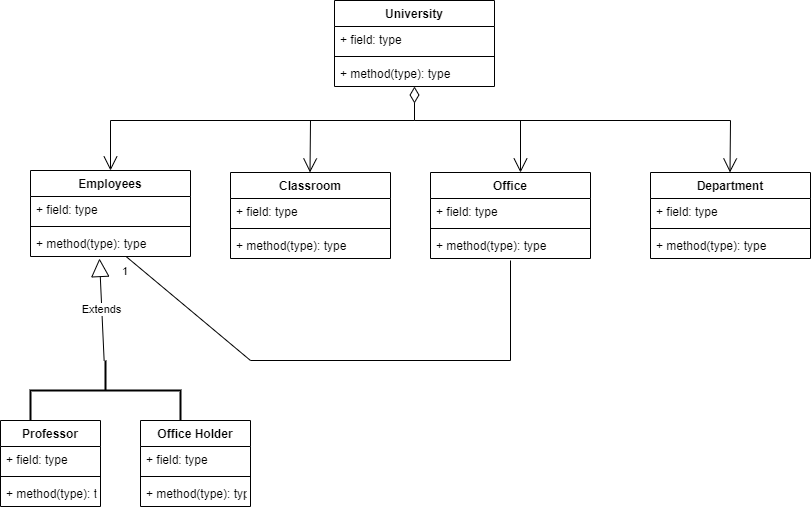 University
+ field: type
+ method(type): type
Employees
+ field: type
+ method(type): type
Classroom
+ field: type
+ method(type): type
Office
+ field: type
+ method(type): type
Department
+ field: type
+ method(type): type
1
Extends
Professor
+ field: type
+ method(type): t
Office Holder
+ field: type
+ method(type): typ